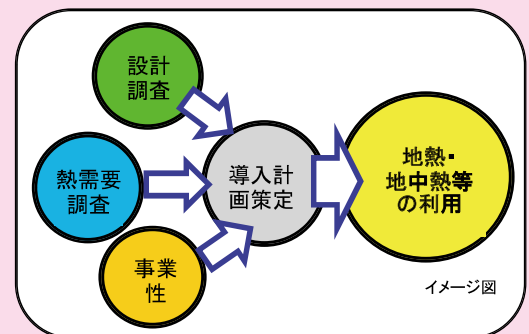 設計
調査
熱需要
調査
事業
性
導入計
画策定
地熱・
地中熱等
の利用
イメージ図